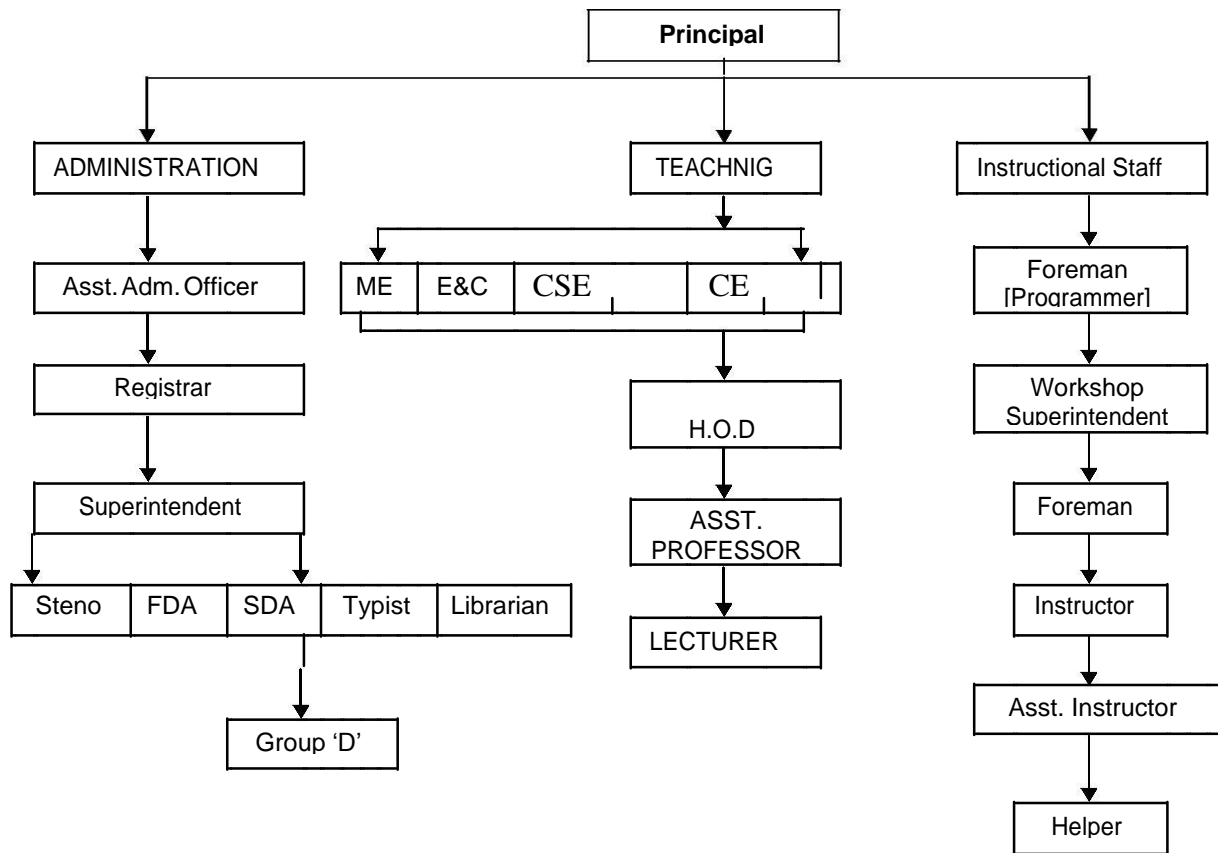 Principal
ADMINISTRATION
TEACHNIG
Instructional Staff
Asst. Adm. Officer
ME E&C CSE CE
Foreman
[Programmer]
Registrar
Workshop
Superintendent
H.O.D
Superintendent
Foreman
ASST.
PROFESSOR
Steno FDA SDA Typist Librarian
Instructor
LECTURER
Asst. Instructor
Group ‘D’
Helper